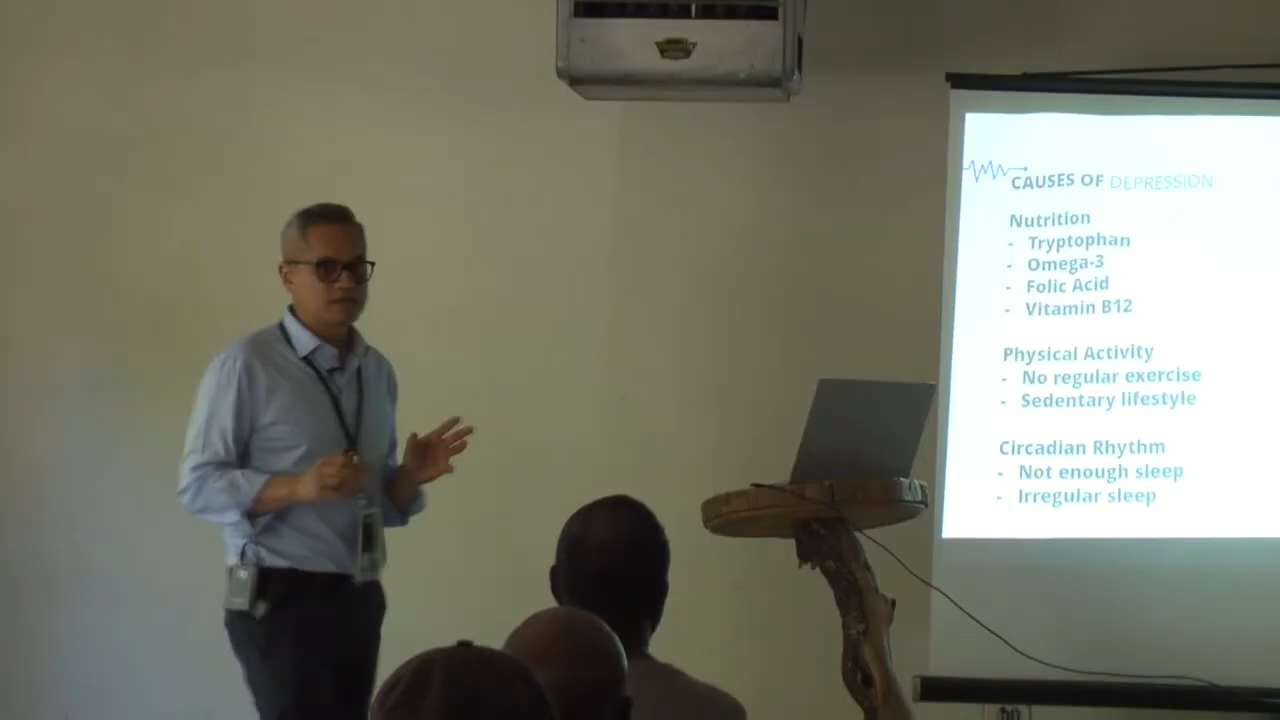 CAUSES OF DEPRESSION
Nutrition
- Tryptophan
- Omega-3
- Folic Acid
- Vitamin B12
Physical Activity
- No regular exercise
- Sedentary lifestyle
Circadian Rhythm
- Not enough sleep
- Irregular sleep